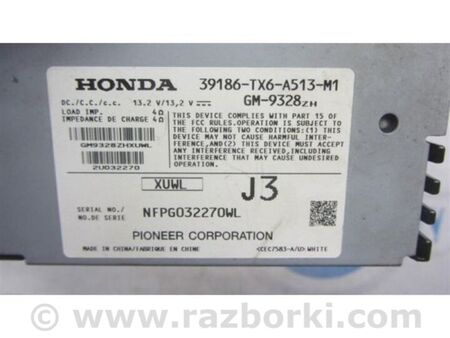 HONDA 39186-TX6-A513-M1
GM-9328ZH
DC./C.C./c.c. 13.2 V/13,2 V
LOAD IMP. 4Ω
IMPEDANCE DE CHARGE 4Ω
THIS DEVICE COMPLIES WITH PART 15 OF
THE FCC RULES.OPERATION IS SUBJECT TO THE
FOLLOWING TWO CONDITIONS:(1) THIS
DEVICE MAY NOT CAUSE HARMFUL INTER-
FERENCE,AND(2) THIS DEVICE MUST
ACCEPT ANY INTERFERENCE RECEIVED,
INCLUDING INTERFERENCE THAT MAY
CAUSE UNDESIRED OPERATION.
GM9328ZHXUWL
2U032270
XUWL J3
SERIAL NO./
NO.DE SERIE NFPG032270WL
PIONEER CORPORATION
MADE IN CHINA/FABRIQUE EN CHINE <CEC7583-A/U>WHITE
www.razborki.com